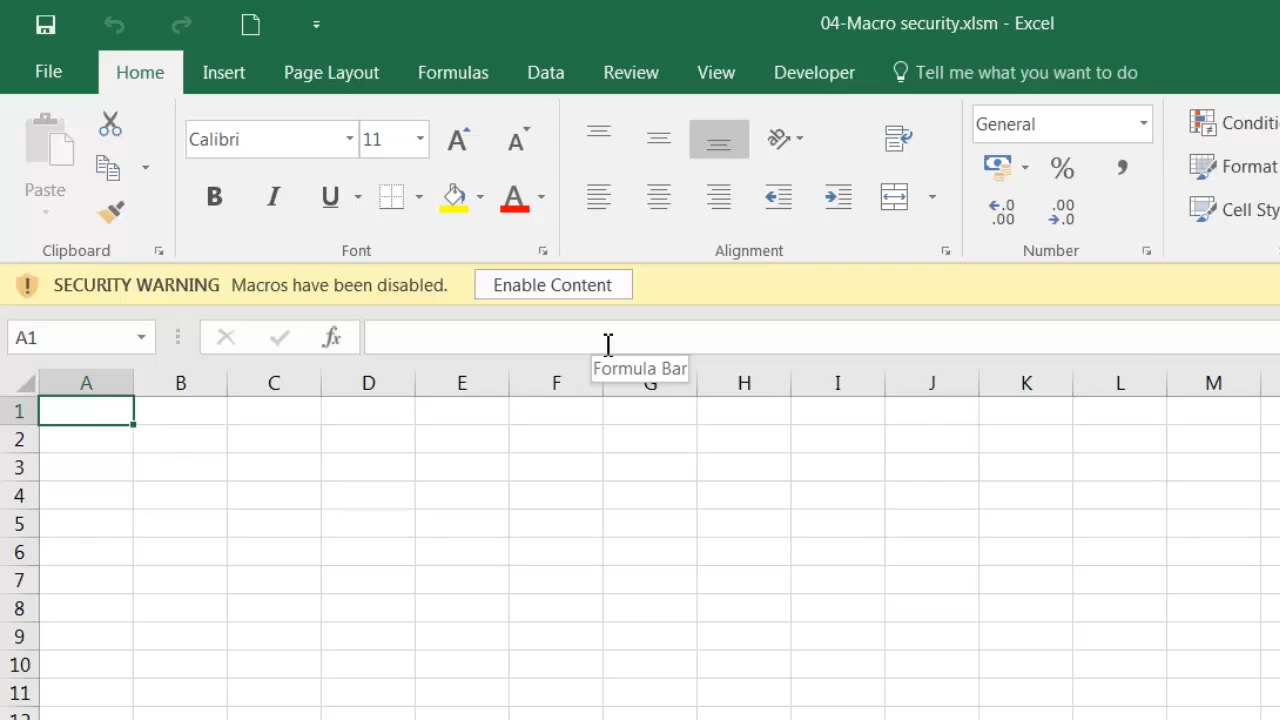 04-Macro security.xlsm - Excel
File Home Insert Page Layout Formulas Data Review View Developer Tell me what you want to do
Calibri 11 General Conditi
Paste B I U A % , Format
Cell Sty
Clipboard Font Alignment Number
SECURITY WARNING Macros have been disabled. Enable Content
A1 fx
Formula Bar
A B C D E F G H I J K L M
1
2
3
4
5
6
7
8
9
10
11